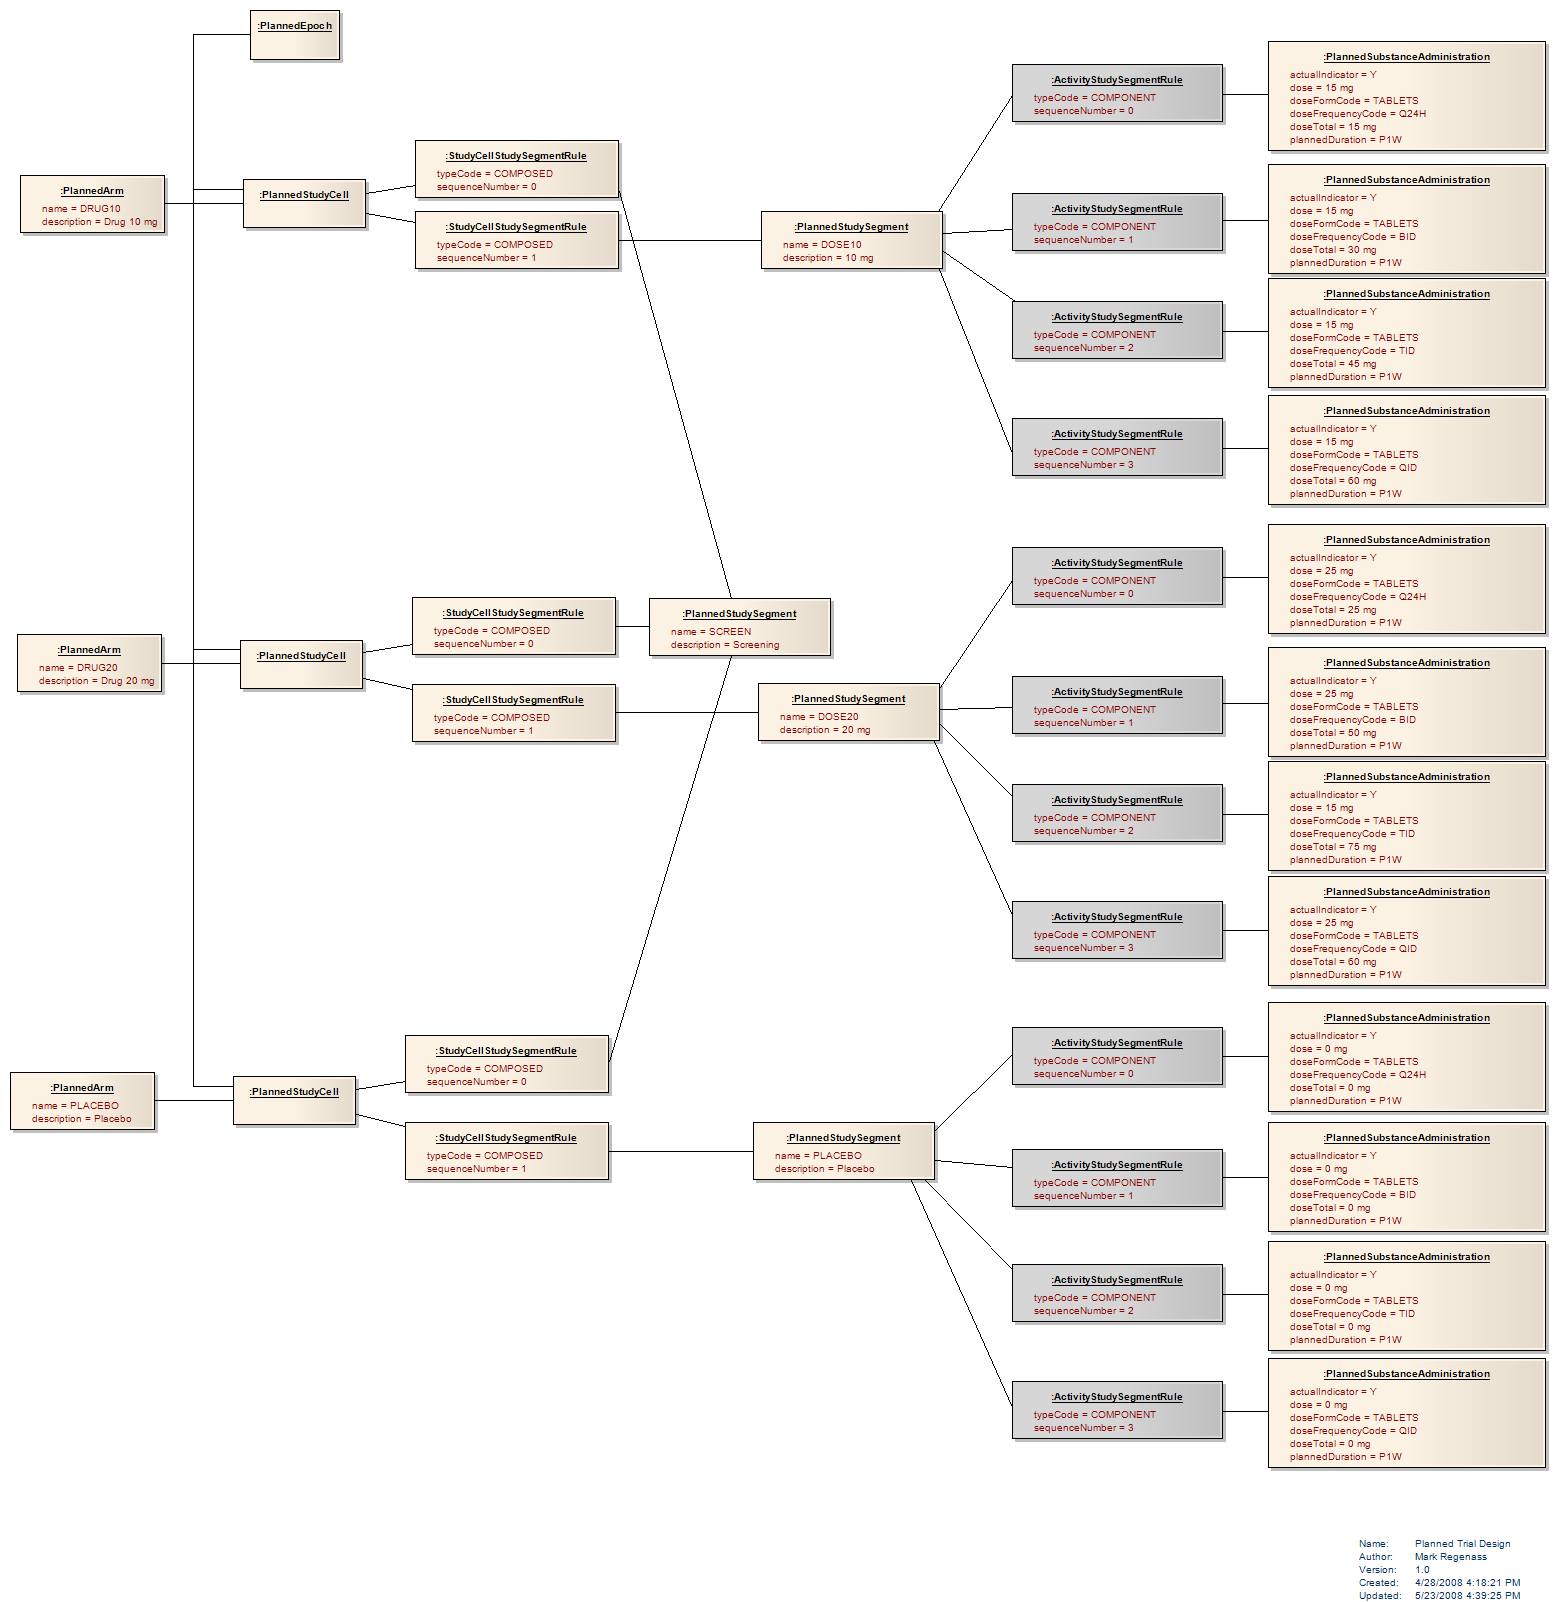 :PlannedEpoch
:PlannedArm
name = DRUG10
description = Drug 10 mg
:PlannedStudyCell
:StudyCellStudySegmentRule
typeCode = COMPOSED
sequenceNumber = 0
:StudyCellStudySegmentRule
typeCode = COMPOSED
sequenceNumber = 1
:PlannedStudySegment
name = DOSE10
description = 10 mg
:ActivityStudySegmentRule
typeCode = COMPONENT
sequenceNumber = 0
:PlannedSubstanceAdministration
actualIndicator = Y
dose = 15 mg
doseFormCode = TABLETS
doseFrequencyCode = Q24H
doseTotal = 15 mg
plannedDuration = P1W
:ActivityStudySegmentRule
typeCode = COMPONENT
sequenceNumber = 1
:PlannedSubstanceAdministration
actualIndicator = Y
dose = 15 mg
doseFormCode = TABLETS
doseFrequencyCode = BID
doseTotal = 30 mg
plannedDuration = P1W
:ActivityStudySegmentRule
typeCode = COMPONENT
sequenceNumber = 2
:PlannedSubstanceAdministration
actualIndicator = Y
dose = 15 mg
doseFormCode = TABLETS
doseFrequencyCode = TID
doseTotal = 45 mg
plannedDuration = P1W
:ActivityStudySegmentRule
typeCode = COMPONENT
sequenceNumber = 3
:PlannedSubstanceAdministration
actualIndicator = Y
dose = 15 mg
doseFormCode = TABLETS
doseFrequencyCode = QID
doseTotal = 60 mg
plannedDuration = P1W
:PlannedArm
name = DRUG20
description = Drug 20 mg
:PlannedStudyCell
:StudyCellStudySegmentRule
typeCode = COMPOSED
sequenceNumber = 0
:StudyCellStudySegmentRule
typeCode = COMPOSED
sequenceNumber = 1
:PlannedStudySegment
name = SCREEN
description = Screening
:PlannedStudySegment
name = DOSE20
description = 20 mg
:ActivityStudySegmentRule
typeCode = COMPONENT
sequenceNumber = 0
:PlannedSubstanceAdministration
actualIndicator = Y
dose = 25 mg
doseFormCode = TABLETS
doseFrequencyCode = Q24H
doseTotal = 25 mg
plannedDuration = P1W
:ActivityStudySegmentRule
typeCode = COMPONENT
sequenceNumber = 1
:PlannedSubstanceAdministration
actualIndicator = Y
dose = 25 mg
doseFormCode = TABLETS
doseFrequencyCode = BID
doseTotal = 50 mg
plannedDuration = P1W
:ActivityStudySegmentRule
typeCode = COMPONENT
sequenceNumber = 2
:PlannedSubstanceAdministration
actualIndicator = Y
dose = 15 mg
doseFormCode = TABLETS
doseFrequencyCode = TID
doseTotal = 75 mg
plannedDuration = P1W
:ActivityStudySegmentRule
typeCode = COMPONENT
sequenceNumber = 3
:PlannedSubstanceAdministration
actualIndicator = Y
dose = 25 mg
doseFormCode = TABLETS
doseFrequencyCode = QID
doseTotal = 60 mg
plannedDuration = P1W
:PlannedArm
name = PLACEBO
description = Placebo
:PlannedStudyCell
:StudyCellStudySegmentRule
typeCode = COMPOSED
sequenceNumber = 0
:StudyCellStudySegmentRule
typeCode = COMPOSED
sequenceNumber = 1
:PlannedStudySegment
name = PLACEBO
description = Placebo
:ActivityStudySegmentRule
typeCode = COMPONENT
sequenceNumber = 0
:PlannedSubstanceAdministration
actualIndicator = Y
dose = 0 mg
doseFormCode = TABLETS
doseFrequencyCode = Q24H
doseTotal = 0 mg
plannedDuration = P1W
:ActivityStudySegmentRule
typeCode = COMPONENT
sequenceNumber = 1
:PlannedSubstanceAdministration
actualIndicator = Y
dose = 0 mg
doseFormCode = TABLETS
doseFrequencyCode = BID
doseTotal = 0 mg
plannedDuration = P1W
:ActivityStudySegmentRule
typeCode = COMPONENT
sequenceNumber = 2
:PlannedSubstanceAdministration
actualIndicator = Y
dose = 0 mg
doseFormCode = TABLETS
doseFrequencyCode = TID
doseTotal = 0 mg
plannedDuration = P1W
:ActivityStudySegmentRule
typeCode = COMPONENT
sequenceNumber = 3
:PlannedSubstanceAdministration
actualIndicator = Y
dose = 0 mg
doseFormCode = TABLETS
doseFrequencyCode = QID
doseTotal = 0 mg
plannedDuration = P1W
Name: Planned Trial Design
Author: Mark Regenass
Version: 1.0
Created: 4/28/2008 4:18:21 PM
Updated: 5/23/2008 4:39:25 PM